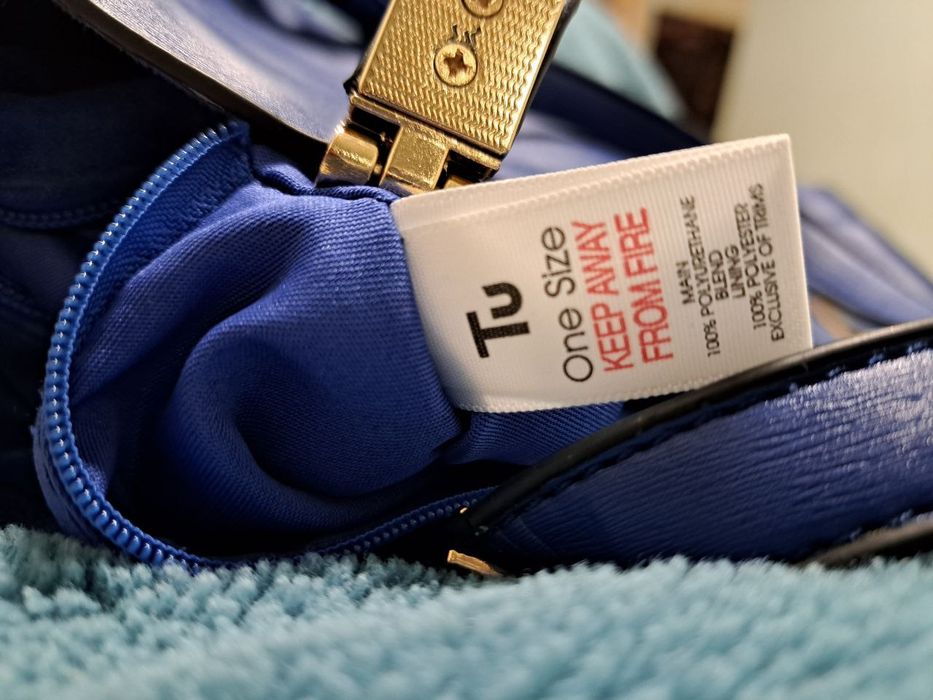 Tu
One Size
KEEP AWAY
FROM FIRE
MAIN
100% POLYURETHANE
BLEND
LINING
100% POLYESTER
EXCLUSIVE OF TRIMS